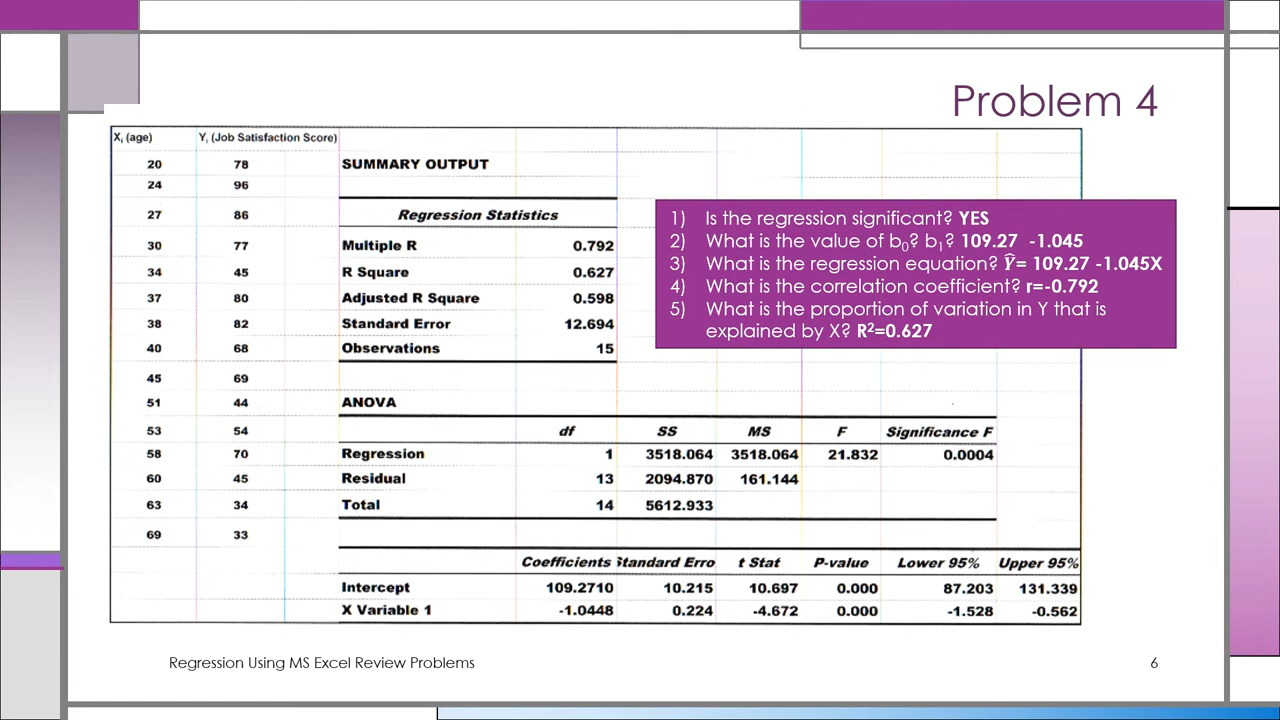 Problem 4
Xi (age) Yi (Job Satisfaction Score)
20 78 SUMMARY OUTPUT
24 96
27 86 Regression Statistics
30 77 Multiple R 0.792
34 45 R Square 0.627
37 80 Adjusted R Square 0.598
38 82 Standard Error 12.694
40 68 Observations 15
45 69
51 44 ANOVA
53 54 df SS MS F Significance F
58 70 Regression 1 3518.064 3518.064 21.832 0.0004
60 45 Residual 13 2094.870 161.144
63 34 Total 14 5612.933
69 33
Coefficients Standard Erro t Stat P-value Lower 95% Upper 95%
Intercept 109.2710 10.215 10.697 0.000 87.203 131.339
X Variable 1 -1.0448 0.224 -4.672 0.000 -1.528 -0.562
1) Is the regression significant? YES
2) What is the value of b₀? b₁? 109.27 -1.045
3) What is the regression equation? Ŷ= 109.27 -1.045X
4) What is the correlation coefficient? r=-0.792
5) What is the proportion of variation in Y that is
explained by X? R²=0.627
Regression Using MS Excel Review Problems
6